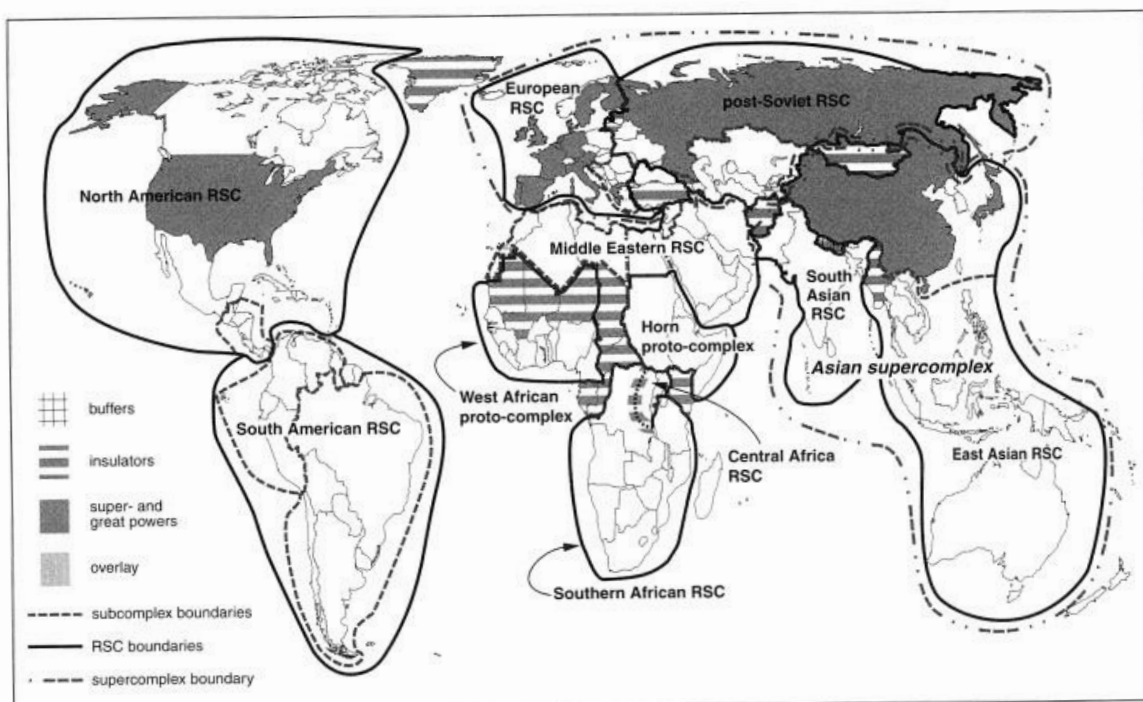 European
RSC
post-Soviet RSC
North American RSC
Middle Eastern RSC
South
Asian
RSC
Horn
proto-complex
Asian supercomplex
West African
proto-complex
South American RSC
Central Africa
RSC
East Asian RSC
Southern African RSC
buffers
insulators
super- and
great powers
overlay
subcomplex boundaries
RSC boundaries
supercomplex boundary